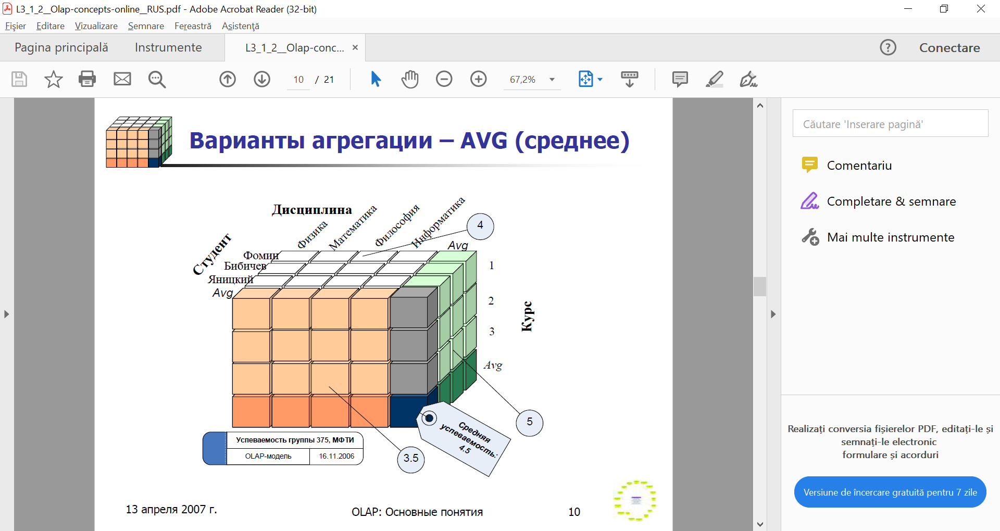 L3_1_2__Olap-concepts-online__RUS.pdf - Adobe Acrobat Reader (32-bit)
Fișier Editare Vizualizare Semnare Fereastră Asistență
Pagina principală Instrumente L3_1_2__Olap-conc... Conectare
10 / 21 67,2%
Căutare 'Inserare pagină'
Comentariu
Completare & semnare
Mai multe instrumente
Realizați conversia fișierelor PDF, editați-le și
semnați-le electronic
formulare și acorduri
Versiune de încercare gratuită pentru 7 zile
Варианты агрегации – AVG (среднее)
Дисциплина
Физика
Математика
Философия
Информатика
Avg
4
Студент
Фомин
Бибичев
Яницкий
Avg
1
2
3
Avg
Курс
5
3.5
Средняя
успеваемость:
4.5
Успеваемость группы 375, МФТИ
OLAP-модель 16.11.2006
13 апреля 2007 г. OLAP: Основные понятия 10